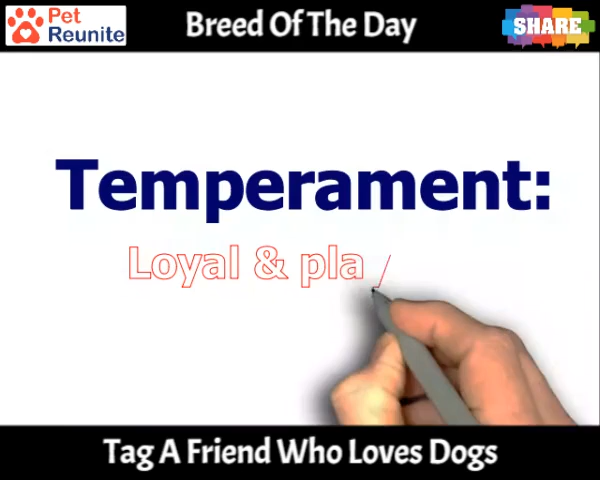 Pet
Reunite
Breed Of The Day
SHARE
Temperament:
Loyal & pla
Tag A Friend Who Loves Dogs